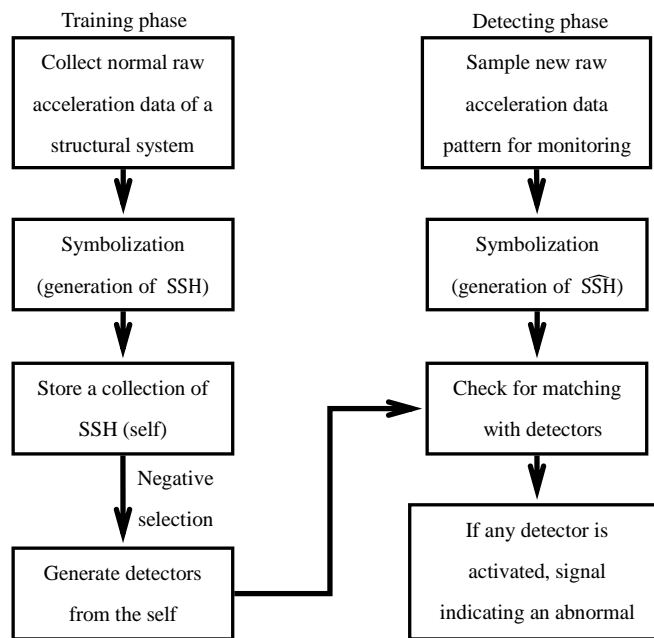 Training phase
Collect normal raw
acceleration data of a
structural system
Symbolization
(generation of SSH)
Store a collection of
SSH (self)
Negative
selection
Generate detectors
from the self
Detecting phase
Sample new raw
acceleration data
pattern for monitoring
Symbolization
(generation of \widehat{SSH})
Check for matching
with detectors
If any detector is
activated, signal
indicating an abnormal